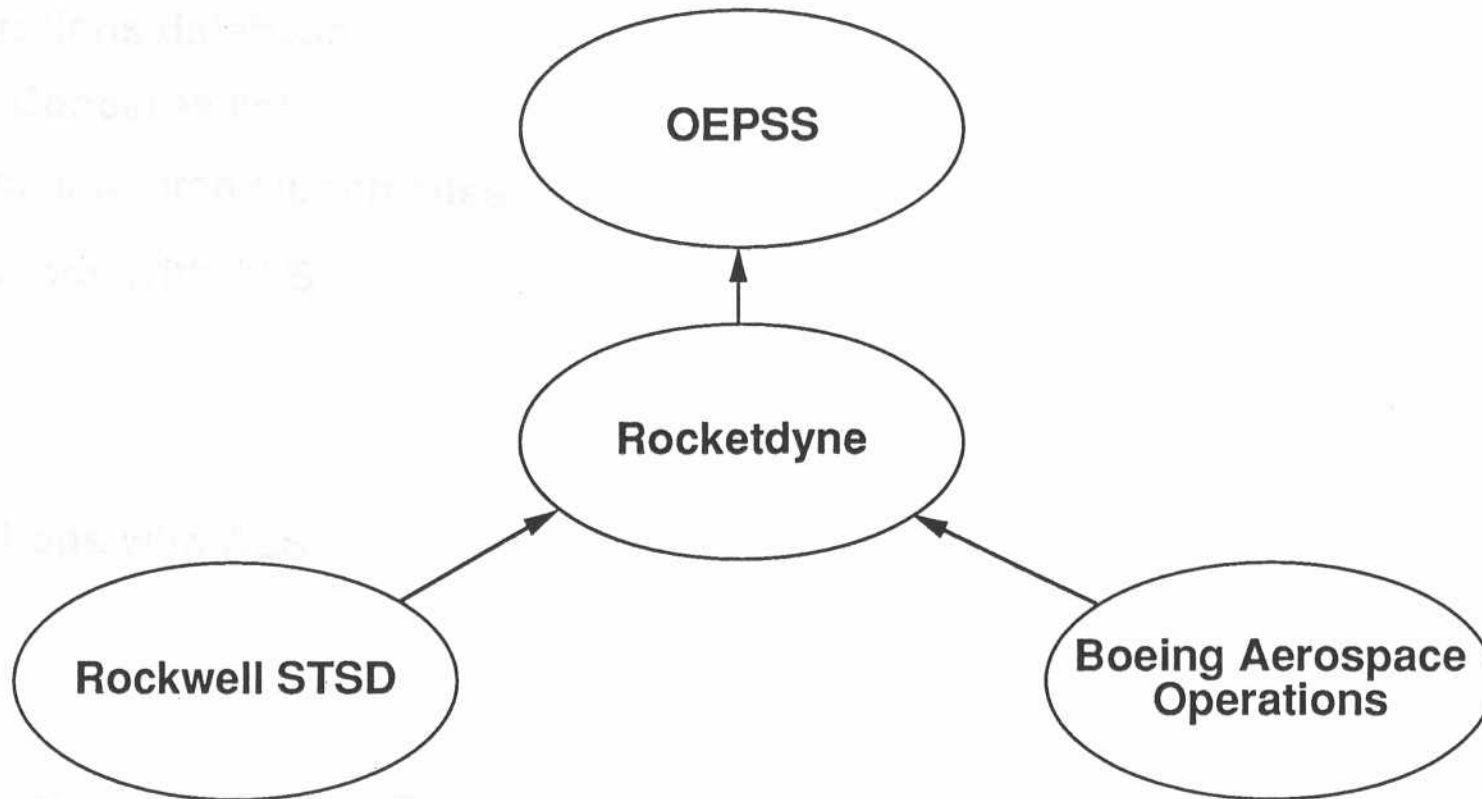 OEPSS
Rocketdyne
Rockwell STSD
Boeing Aerospace
Operations